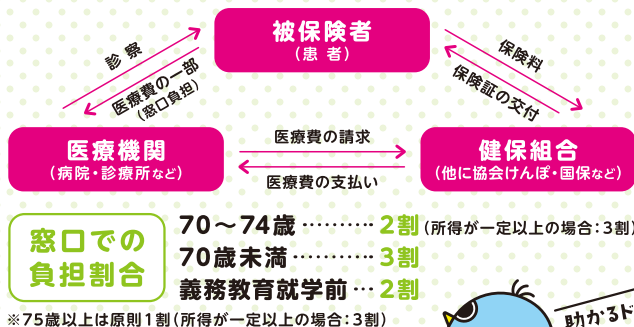 被保険者
（患者）
診察
医療費の一部
（窓口負担）
保険料
保険証の交付
医療機関
（病院・診療所など）
医療費の請求
医療費の支払い
健保組合
（他に協会けんぽ・国保など）
窓口での
負担割合
70～74歳 ………… 2割（所得が一定以上の場合：3割）
70歳未満 ………… 3割
義務教育就学前 … 2割
※75歳以上は原則1割（所得が一定以上の場合：3割）
助かるド